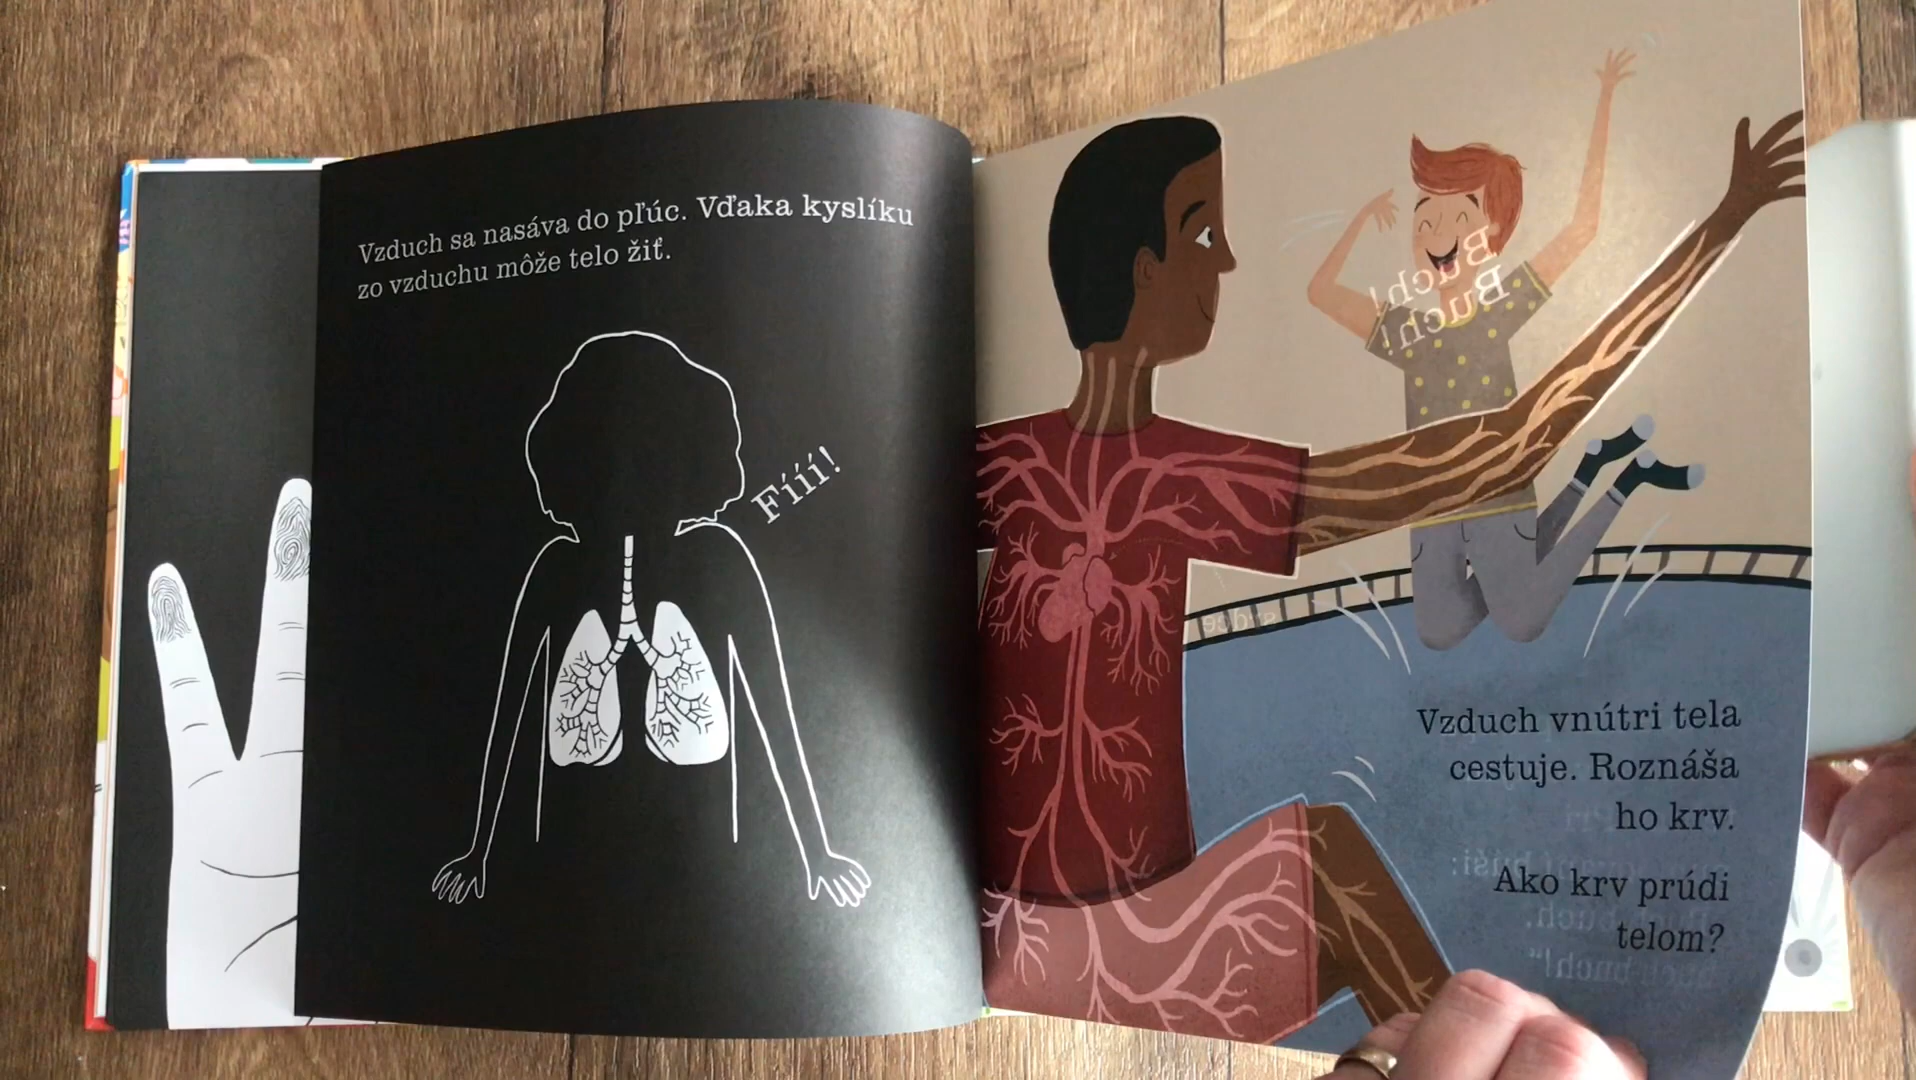 Vzduch sa nasáva do pľúc. Vďaka kyslíku
zo vzduchu môže telo žiť.
Fííí!
Buch!
Buch!
srdce
Vzduch vnútri tela
cestuje. Roznáša
ho krv.
Ako krv prúdi
telom?